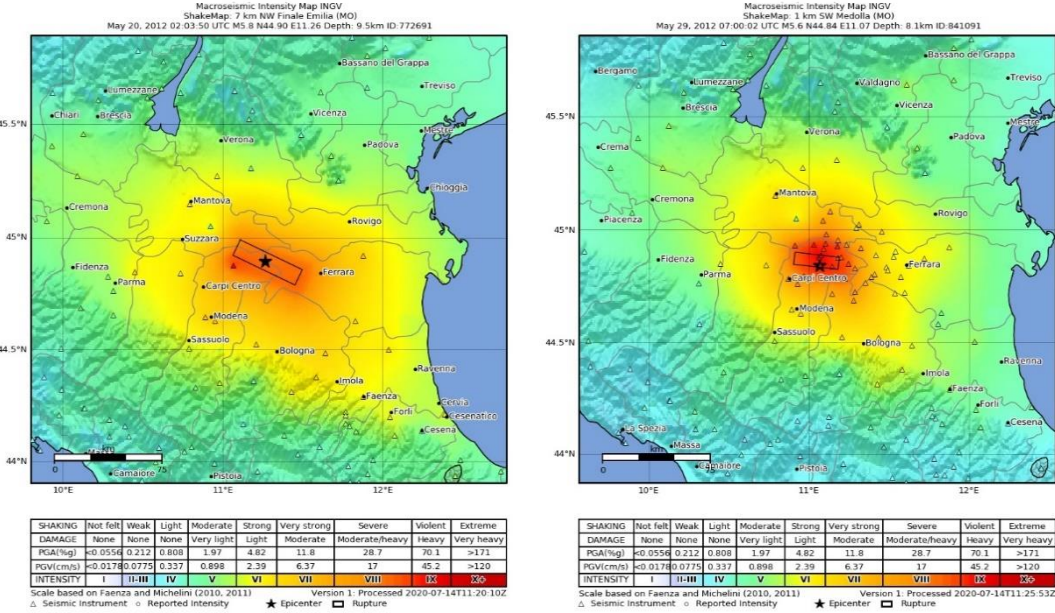 Macroseismic Intensity Map INGV
ShakeMap: 7 km NW Finale Emilia (MO)
May 20, 2012 02:03:50 UTC M5.8 N44.90 E11.26 Depth: 9.5km ID:772691
Bassano del Grappa
Lumezzane
Treviso
Chiari
Brescia
Vicenza
45.5°N
Mestre
Verona
Padova
Chioggia
Mantova
Cremona
Rovigo
Suzzara
45°N
Fidenza
Ferrara
Parma
Carpi Centro
Modena
Sassuolo
44.5°N
Bologna
Ravenna
Imola
Faenza
Cervia
Forlì
Cesenatico
Cesena
km
0 75
44°N
Camaiore
Pistoia
10°E 11°E 12°E
SHAKING Not felt Weak Light Moderate Strong Very strong Severe Violent Extreme
DAMAGE None None None Very light Light Moderate Moderate/heavy Heavy Very heavy
PGA(%g) <0.0556 0.212 0.808 1.97 4.82 11.8 28.7 70.1 >171
PGV(cm/s) <0.0178 0.0775 0.337 0.898 2.39 6.37 17 45.2 >120
INTENSITY I II-III IV V VI VII VIII IX X+
Scale based on Faenza and Michelini (2010, 2011) Version 1: Processed 2020-07-14T11:20:10Z
△ Seismic Instrument ○ Reported Intensity ★ Epicenter Rupture
Macroseismic Intensity Map INGV
ShakeMap: 1 km SW Medolla (MO)
May 29, 2012 07:00:02 UTC M5.6 N44.84 E11.07 Depth: 8.1km ID:841091
Bassano del Grappa
Bergamo
Lumezzane
Valdagno
Treviso
Brescia
Vicenza
45.5°N
Mestre
Verona
Padova
Crema
Mantova
Cremona
Rovigo
Piacenza
45°N
Fidenza
Ferrara
Parma
Carpi Centro
Modena
Sassuolo
44.5°N
Bologna
Ravenna
Imola
Faenza
Forlì
Cesena
La Spezia
Massa
km
0 75
44°N
Camaiore
Pistoia
10°E 11°E 12°E
SHAKING Not felt Weak Light Moderate Strong Very strong Severe Violent Extreme
DAMAGE None None None Very light Light Moderate Moderate/heavy Heavy Very heavy
PGA(%g) <0.0556 0.212 0.808 1.97 4.82 11.8 28.7 70.1 >171
PGV(cm/s) <0.0178 0.0775 0.337 0.898 2.39 6.37 17 45.2 >120
INTENSITY I II-III IV V VI VII VIII IX X+
Scale based on Faenza and Michelini (2010, 2011) Version 1: Processed 2020-07-14T11:25:53Z
△ Seismic Instrument ○ Reported Intensity ★ Epicenter Rupture